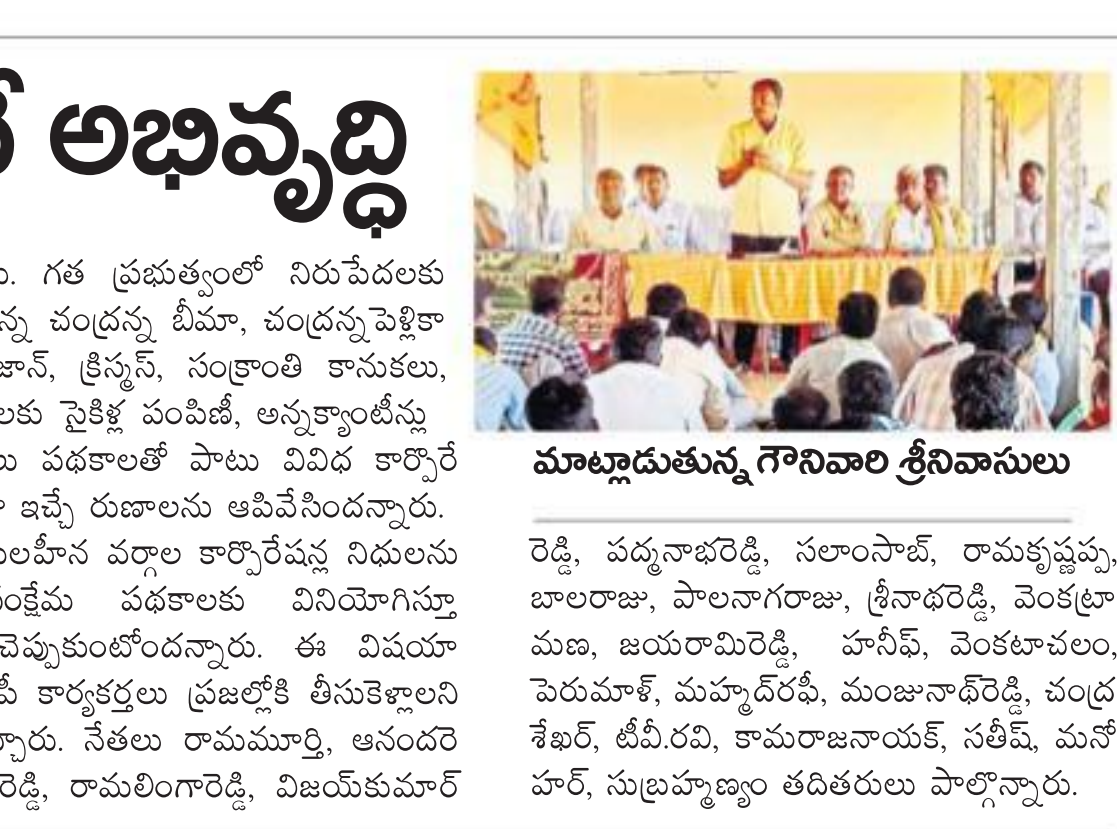 అభివృద్ధి
గత ప్రభుత్వంలో నిరుపేదలకు
చంద్రన్న బీమా, చంద్రన్నపెళ్లికా
క్రిస్మస్, సంక్రాంతి కానుకలు,
సైకిళ్ల పంపిణీ, అన్నక్యాంటీన్లు
పథకాలతో పాటు వివిధ కార్పొరే
ఇచ్చే రుణాలను ఆపివేసిందన్నారు.
వర్గాల కార్పొరేషన్ల నిధులను
పథకాలకు వినియోగిస్తూ
చెప్పుకుంటోందన్నారు. ఈ విషయా
కార్యకర్తలు ప్రజల్లోకి తీసుకెళ్లాలని
నేతలు రామమూర్తి, ఆనందరె
రెడ్డి, రామలింగారెడ్డి, విజయ్‌కుమార్
మాట్లాడుతున్న గౌనివారి శ్రీనివాసులు
రెడ్డి, పద్మనాభరెడ్డి, సలాంసాబ్, రామకృష్ణప్ప,
బాలరాజు, పాలనాగరాజు, శ్రీనాథరెడ్డి, వెంకట్రా
మణ, జయరామిరెడ్డి, హనీఫ్, వెంకటాచలం,
పెరుమాళ్, మహ్మద్‌రఫీ, మంజునాథ్‌రెడ్డి, చంద్ర
శేఖర్, టీవీ.రవి, కామరాజనాయక్, సతీష్, మనో
హర్, సుబ్రహ్మణ్యం తదితరులు పాల్గొన్నారు.